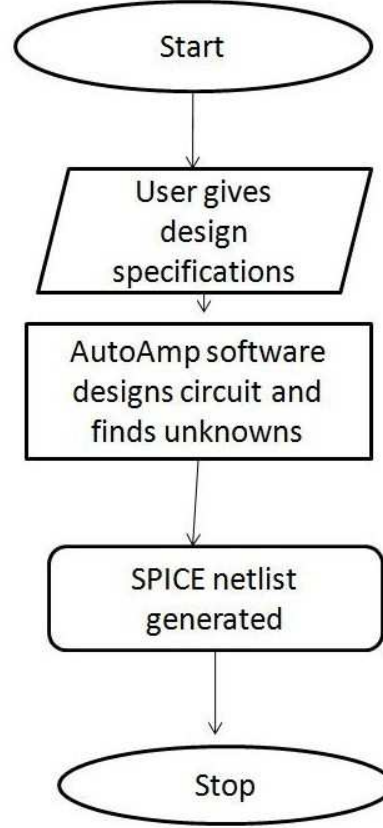 Start
User gives
design
specifications
AutoAmp software
designs circuit and
finds unknowns
SPICE netlist
generated
Stop